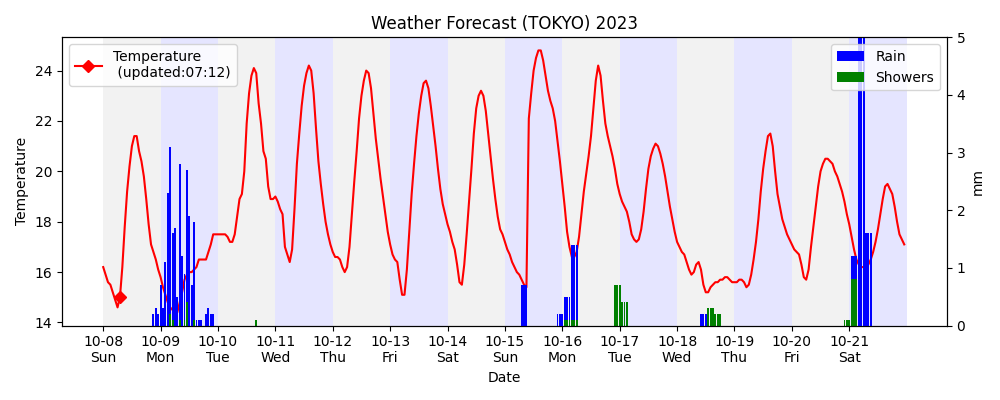 Weather Forecast (TOKYO) 2023
Temperature
(updated:07:12)
Rain
Showers
Temperature
24
22
20
18
16
14
5
4
3
2
1
0
mm
10-08 10-09 10-10 10-11 10-12 10-13 10-14 10-15 10-16 10-17 10-18 10-19 10-20 10-21
Sun Mon Tue Wed Thu Fri Sat Sun Mon Tue Wed Thu Fri Sat
Date